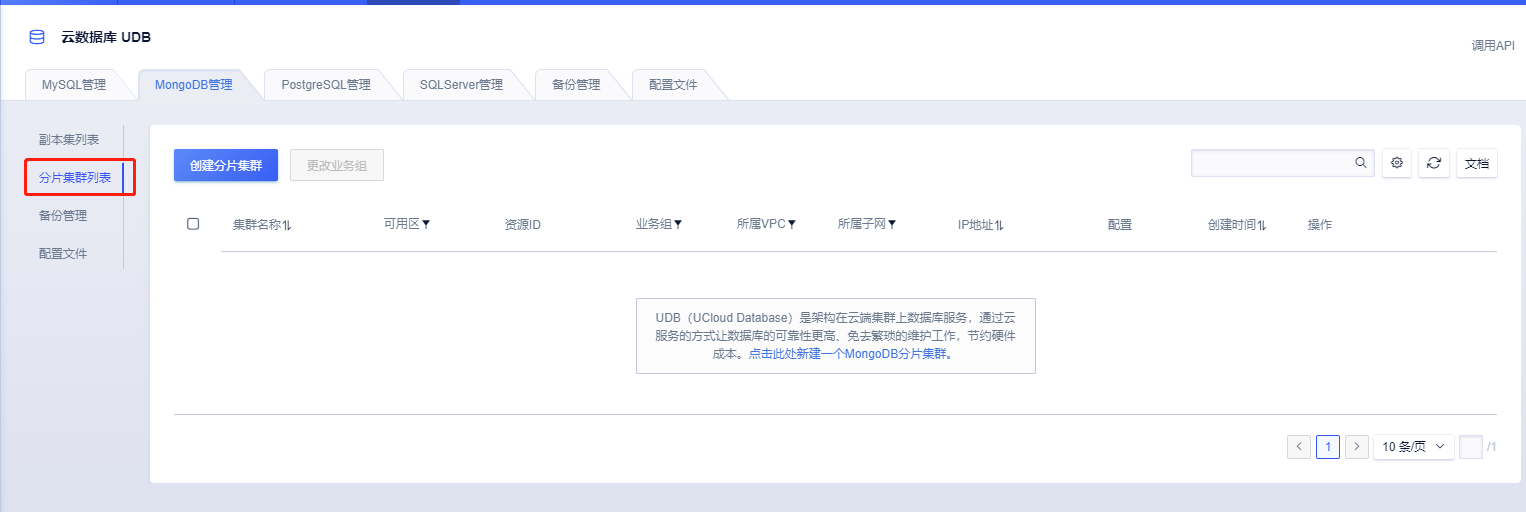 云数据库 UDB
调用API
MySQL管理
MongoDB管理
PostgreSQL管理
SQLServer管理
备份管理
配置文件
副本集列表
分片集群列表
备份管理
配置文件
创建分片集群
更改业务组
文档
集群名称
可用区
资源ID
业务组
所属VPC
所属子网
IP地址
配置
创建时间
操作
UDB（UCloud Database）是架构在云端集群上数据库服务，通过云
服务的方式让数据库的可靠性更高、免去繁琐的维护工作，节约硬件
成本。点击此处新建一个MongoDB分片集群。
1
10 条/页
/1